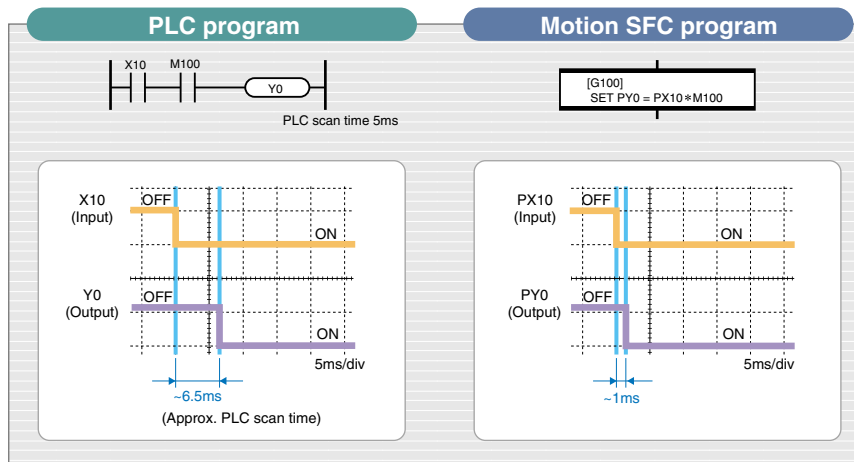 PLC program
X10 M100
Y0
PLC scan time 5ms
X10
(Input)
OFF
ON
Y0
(Output)
OFF
ON
5ms/div
~6.5ms
(Approx. PLC scan time)
Motion SFC program
[G100]
SET PY0 = PX10*M100
PX10
(Input)
OFF
ON
PY0
(Output)
OFF
ON
5ms/div
~1ms